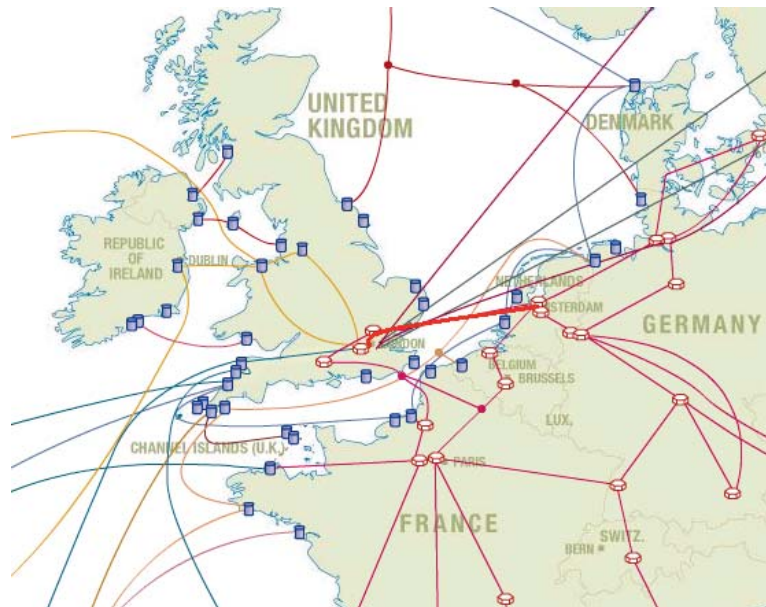 UNITED
KINGDOM
DENMARK
REPUBLIC
OF
IRELAND
DUBLIN
NETHERLANDS
AMSTERDAM
GERMANY
LONDON
BELGIUM
BRUSSELS
LUX.
CHANNEL ISLANDS (U.K.)
PARIS
FRANCE
SWITZ.
BERN